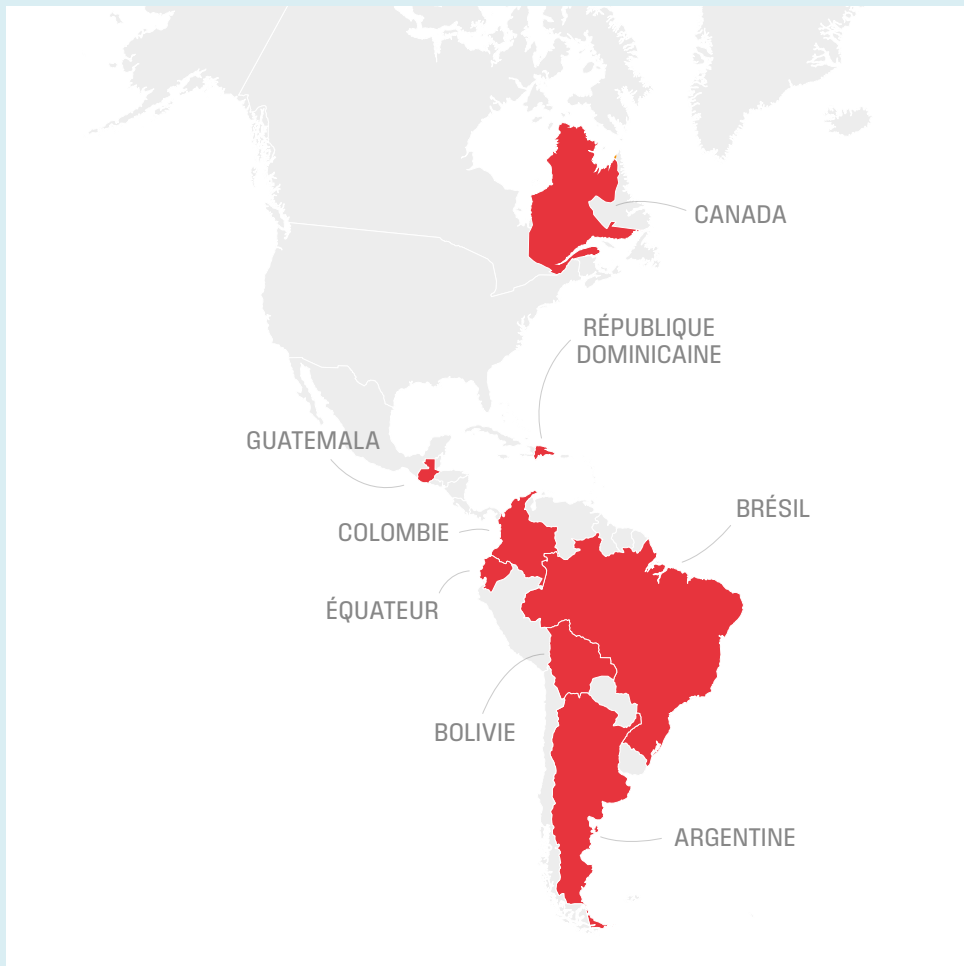 CANADA
RÉPUBLIQUE
DOMINICAINE
GUATEMALA
BRÉSIL
COLOMBIE
ÉQUATEUR
BOLIVIE
ARGENTINE